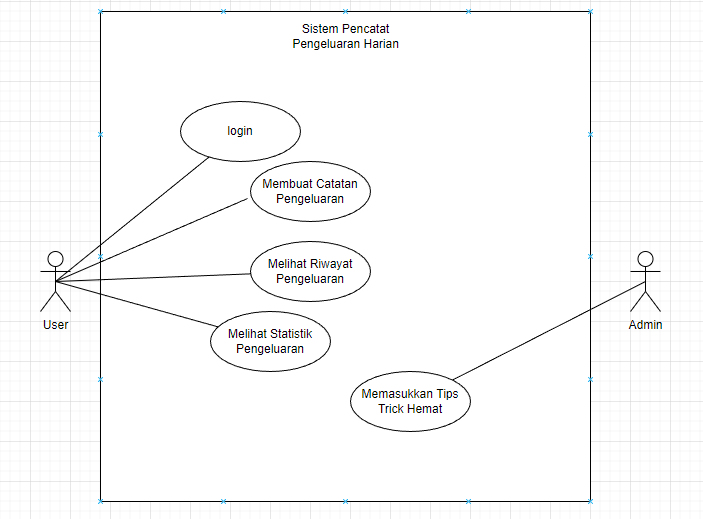 Sistem Pencatat
Pengeluaran Harian
login
Membuat Catatan
Pengeluaran
Melihat Riwayat
Pengeluaran
User
Admin
Melihat Statistik
Pengeluaran
Memasukkan Tips
Trick Hemat